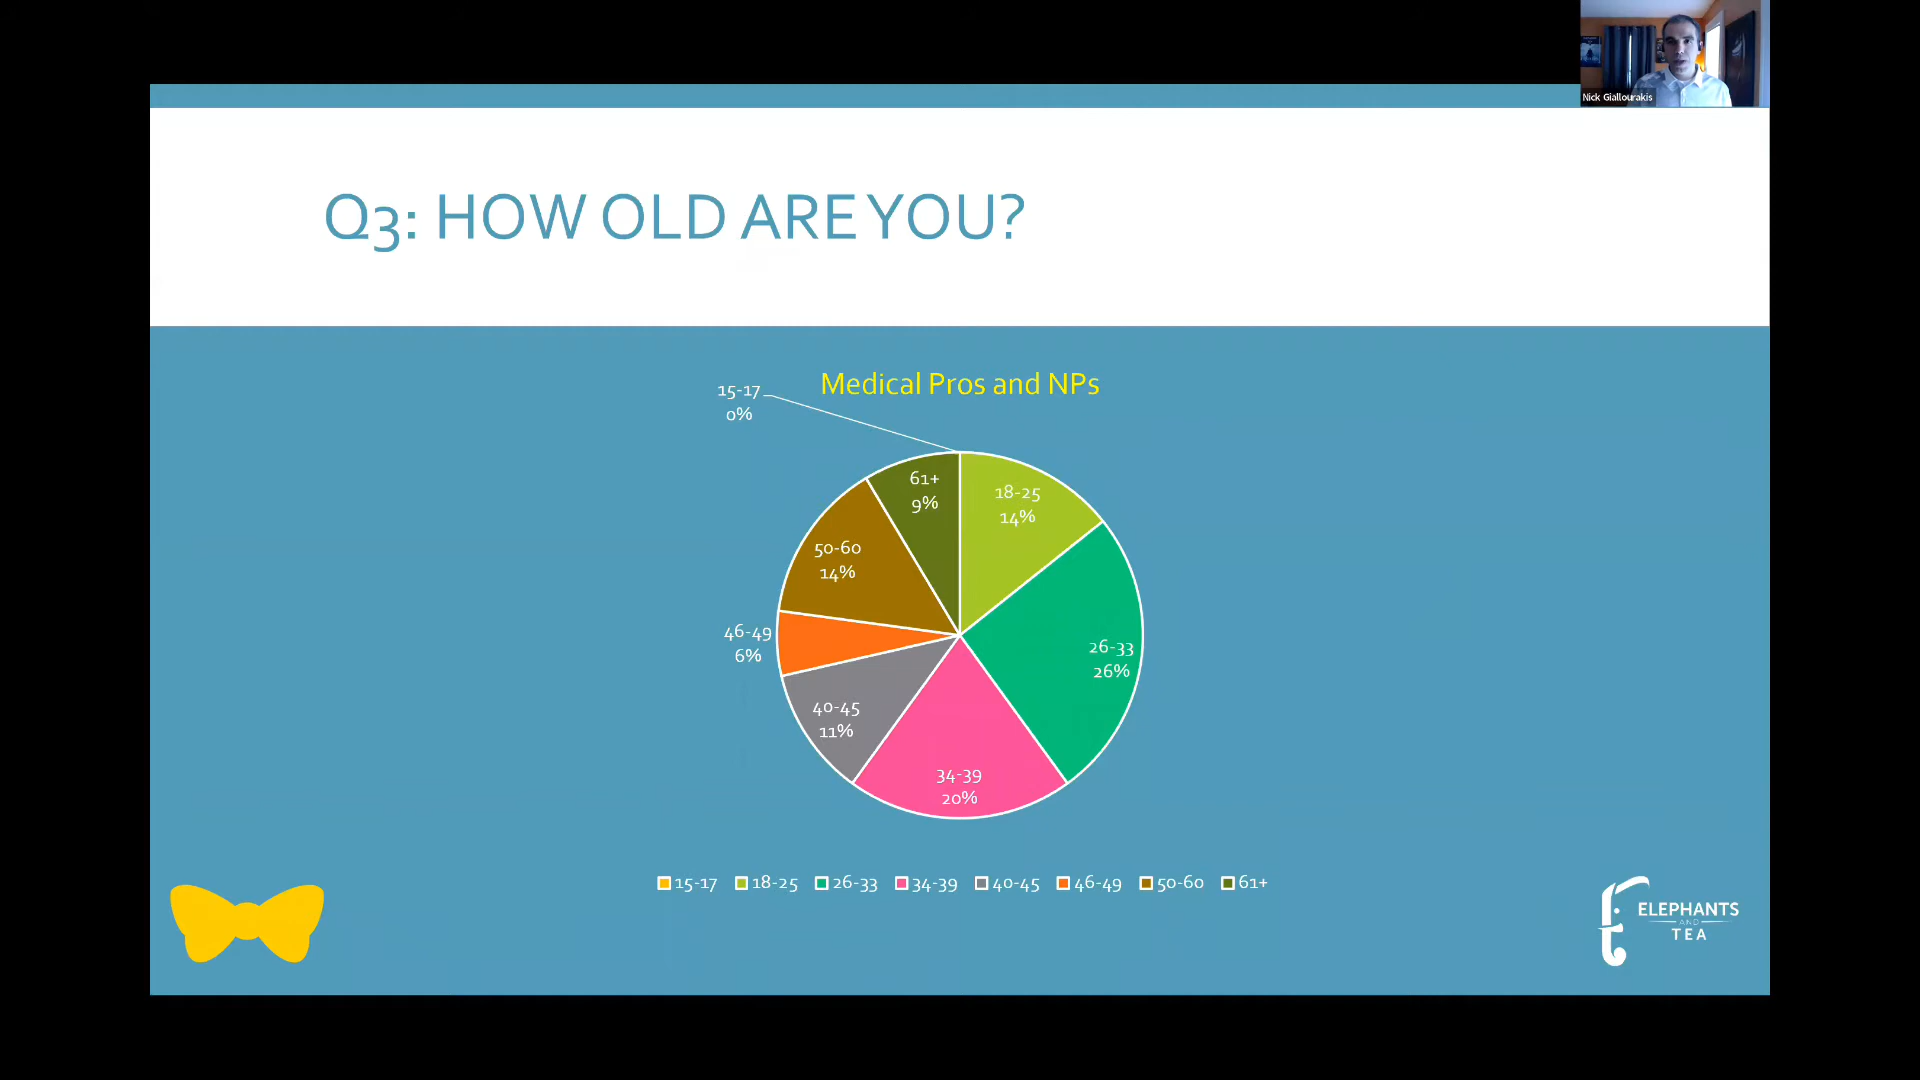 Nick Giallourakis
Q3: HOW OLD ARE YOU?
Medical Pros and NPs
15-17
0%
61+
9%
18-25
14%
50-60
14%
46-49
6%
26-33
26%
40-45
11%
34-39
20%
15-17 18-25 26-33 34-39 40-45 46-49 50-60 61+
ELEPHANTS
AND
TEA